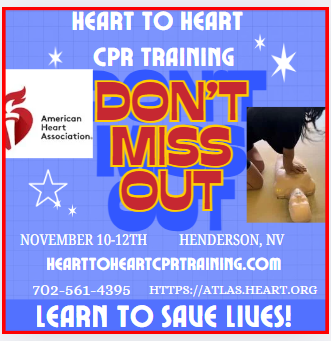 HEART TO HEART
CPR TRAINING
American
Heart
Association.
DON'T
MISS
OUT
NOVEMBER 10-12TH HENDERSON, NV
HEARTTOHEARTCPRTRAINING.COM
702-561-4395 HTTPS://ATLAS.HEART.ORG
LEARN TO SAVE LIVES!